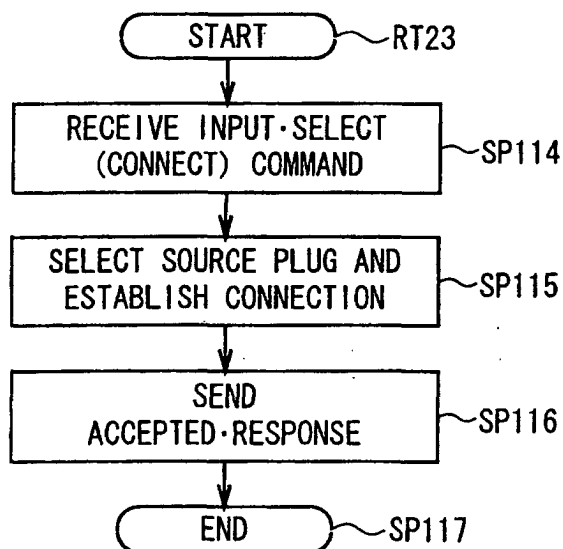 START
RT23
RECEIVE INPUT·SELECT
(CONNECT) COMMAND
SP114
SELECT SOURCE PLUG AND
ESTABLISH CONNECTION
SP115
SEND
ACCEPTED·RESPONSE
SP116
END
SP117